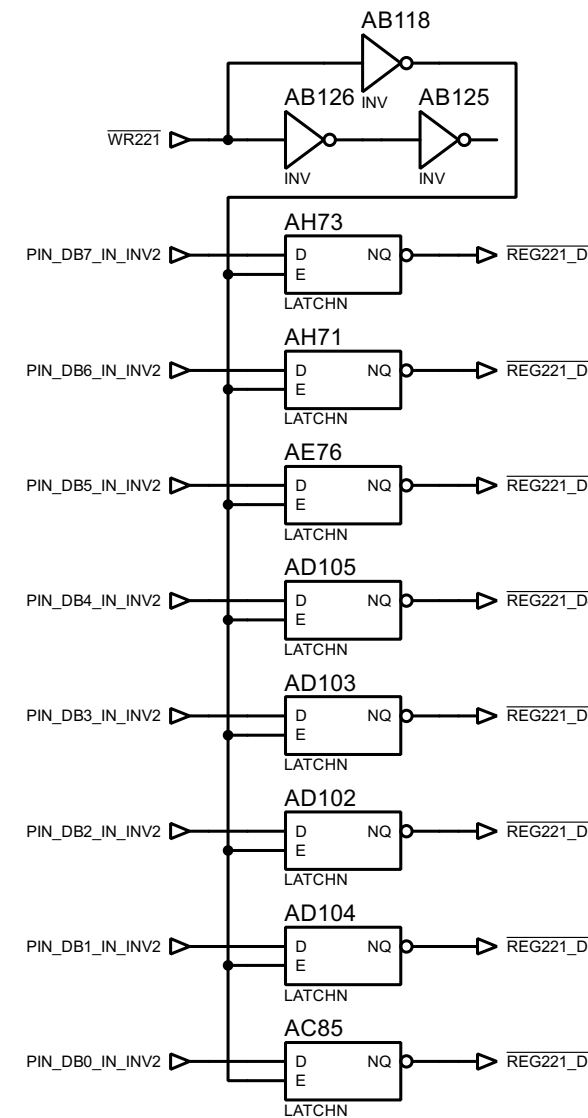 AB118
INV
AB126
AB125
WR221
INV
INV
AH73
PIN_DB7_IN_INV2
D
NQ
REG221_D
E
LATCHN
AH71
PIN_DB6_IN_INV2
D
NQ
REG221_D
E
LATCHN
AE76
PIN_DB5_IN_INV2
D
NQ
REG221_D
E
LATCHN
AD105
PIN_DB4_IN_INV2
D
NQ
REG221_D
E
LATCHN
AD103
PIN_DB3_IN_INV2
D
NQ
REG221_D
E
LATCHN
AD102
PIN_DB2_IN_INV2
D
NQ
REG221_D
E
LATCHN
AD104
PIN_DB1_IN_INV2
D
NQ
REG221_D
E
LATCHN
AC85
PIN_DB0_IN_INV2
D
NQ
REG221_D
E
LATCHN